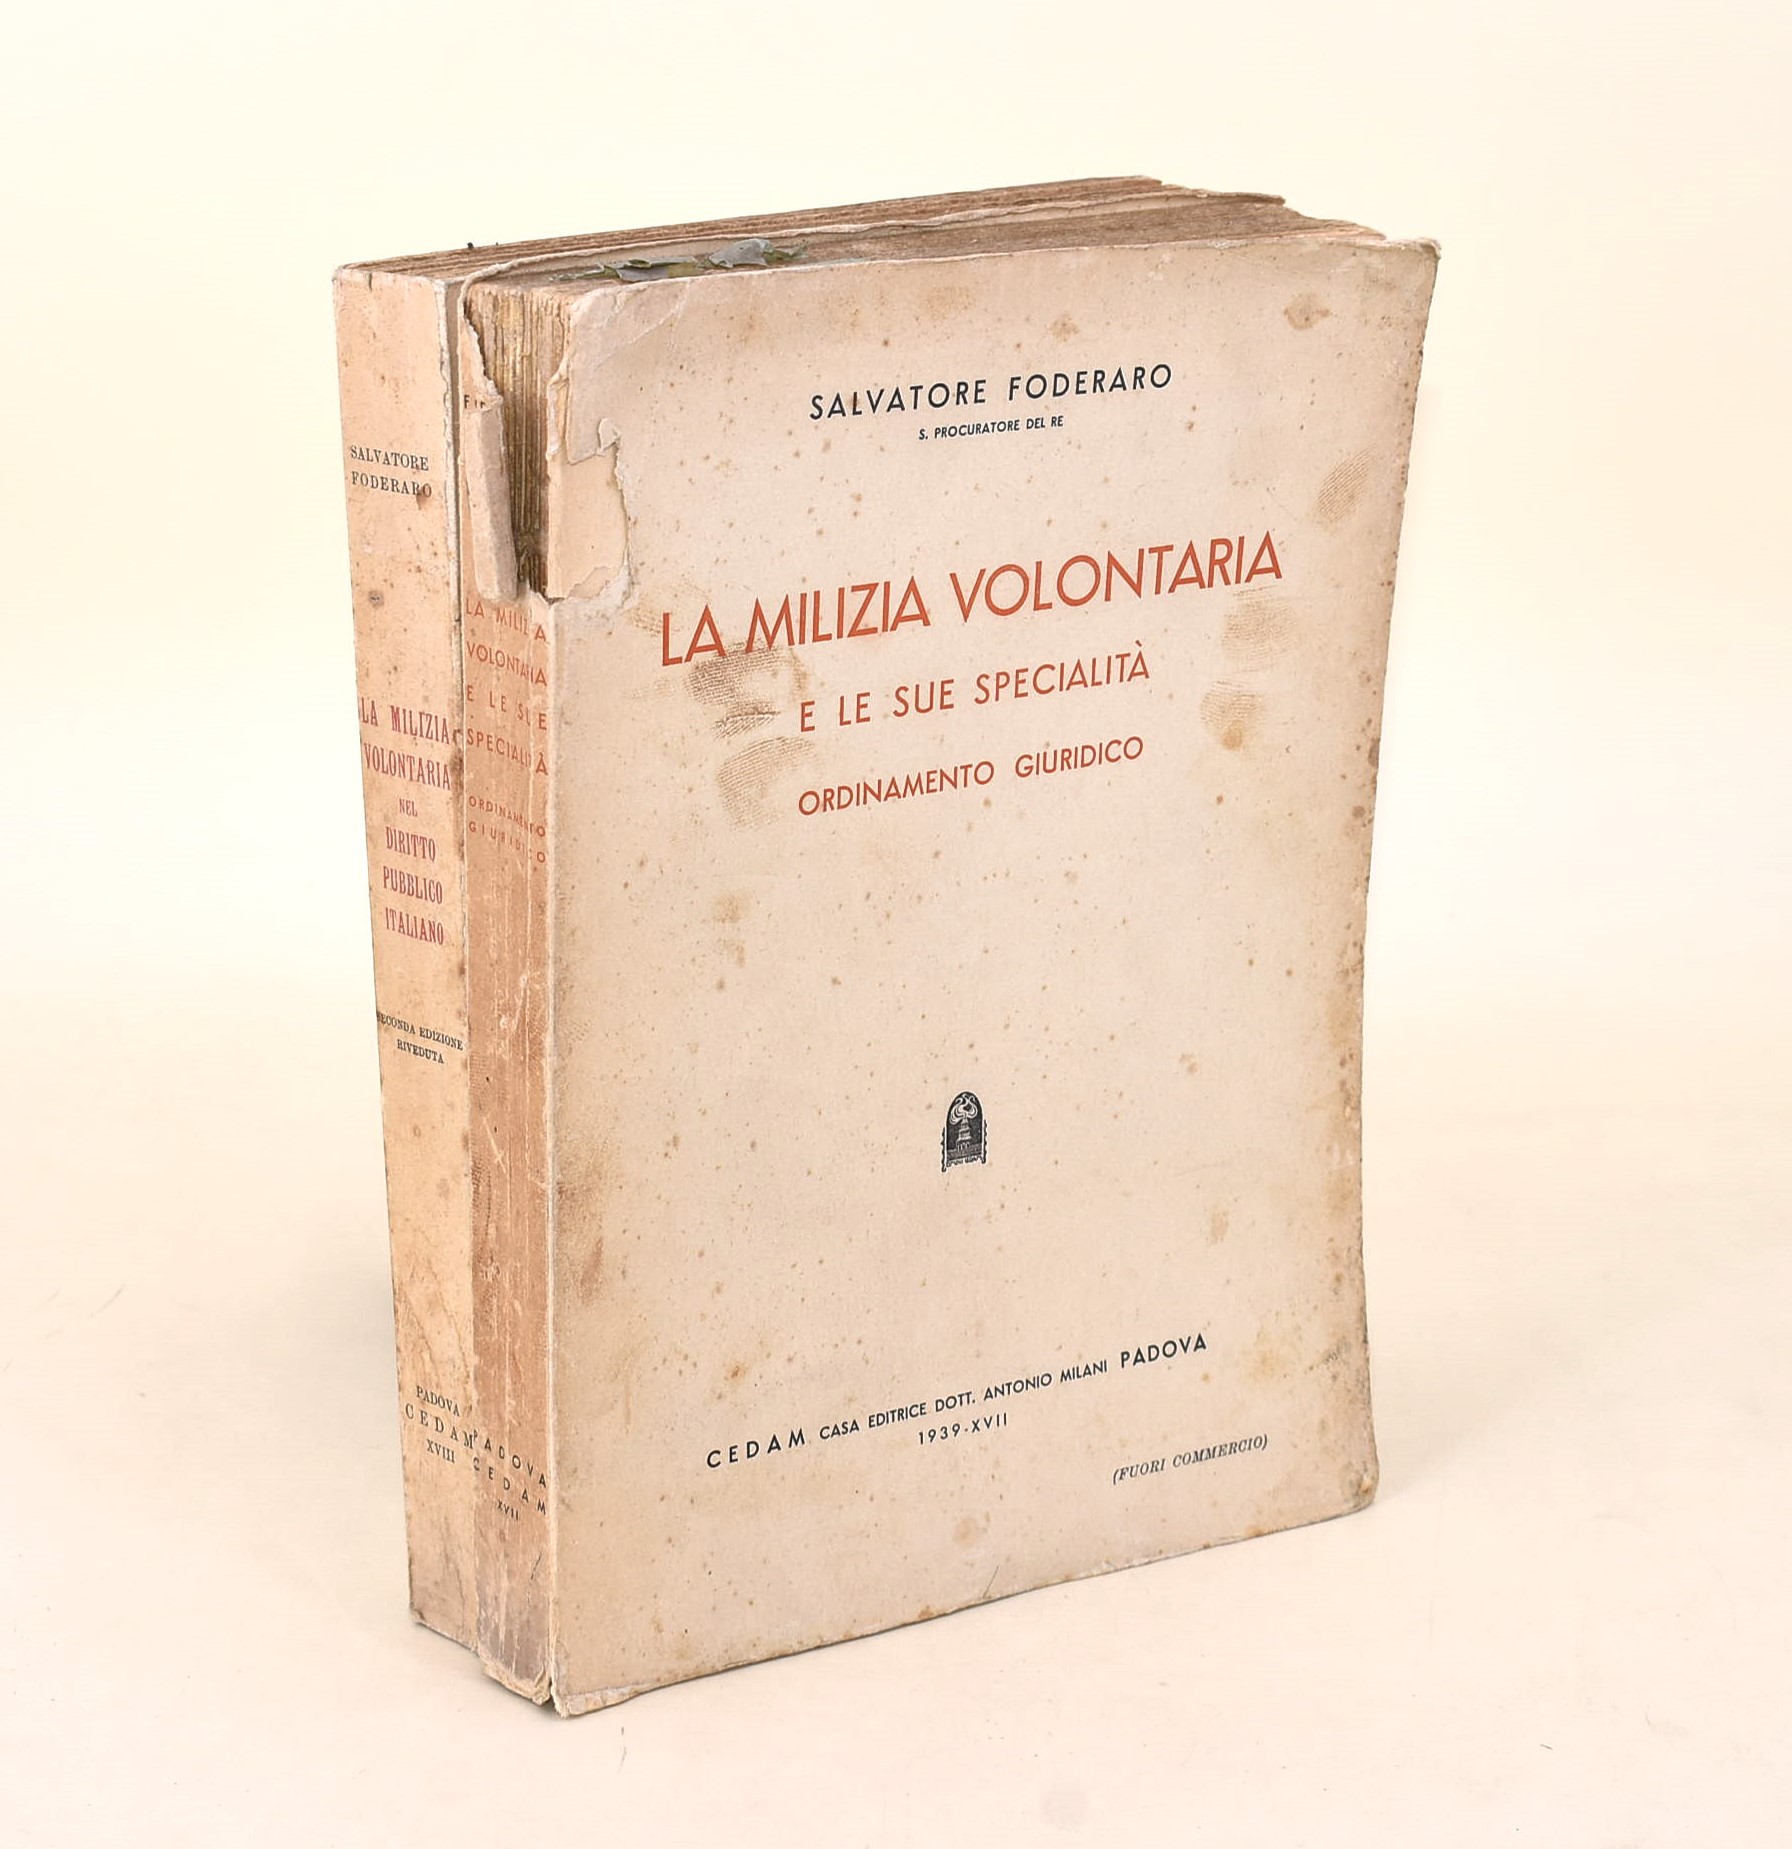 SALVATORE FODERARO
S. PROCURATORE DEL RE
LA MILIZIA VOLONTARIA
E LE SUE SPECIALITÀ
ORDINAMENTO GIURIDICO
CEDAM CASA EDITRICE DOTT. ANTONIO MILANI PADOVA
1939-XVII
(FUORI COMMERCIO)
LA MILIZIA
VOLONTARIA
E LE SUE
SPECIALITÀ
ORDINAMENTO
GIURIDICO
PADOVA
CEDAM
XVII
SALVATORE
FODERARO
LA MILIZIA
VOLONTARIA
NEL
DIRITTO
PUBBLICO
ITALIANO
SECONDA EDIZIONE
RIVEDUTA
PADOVA
CEDAM
XVIII